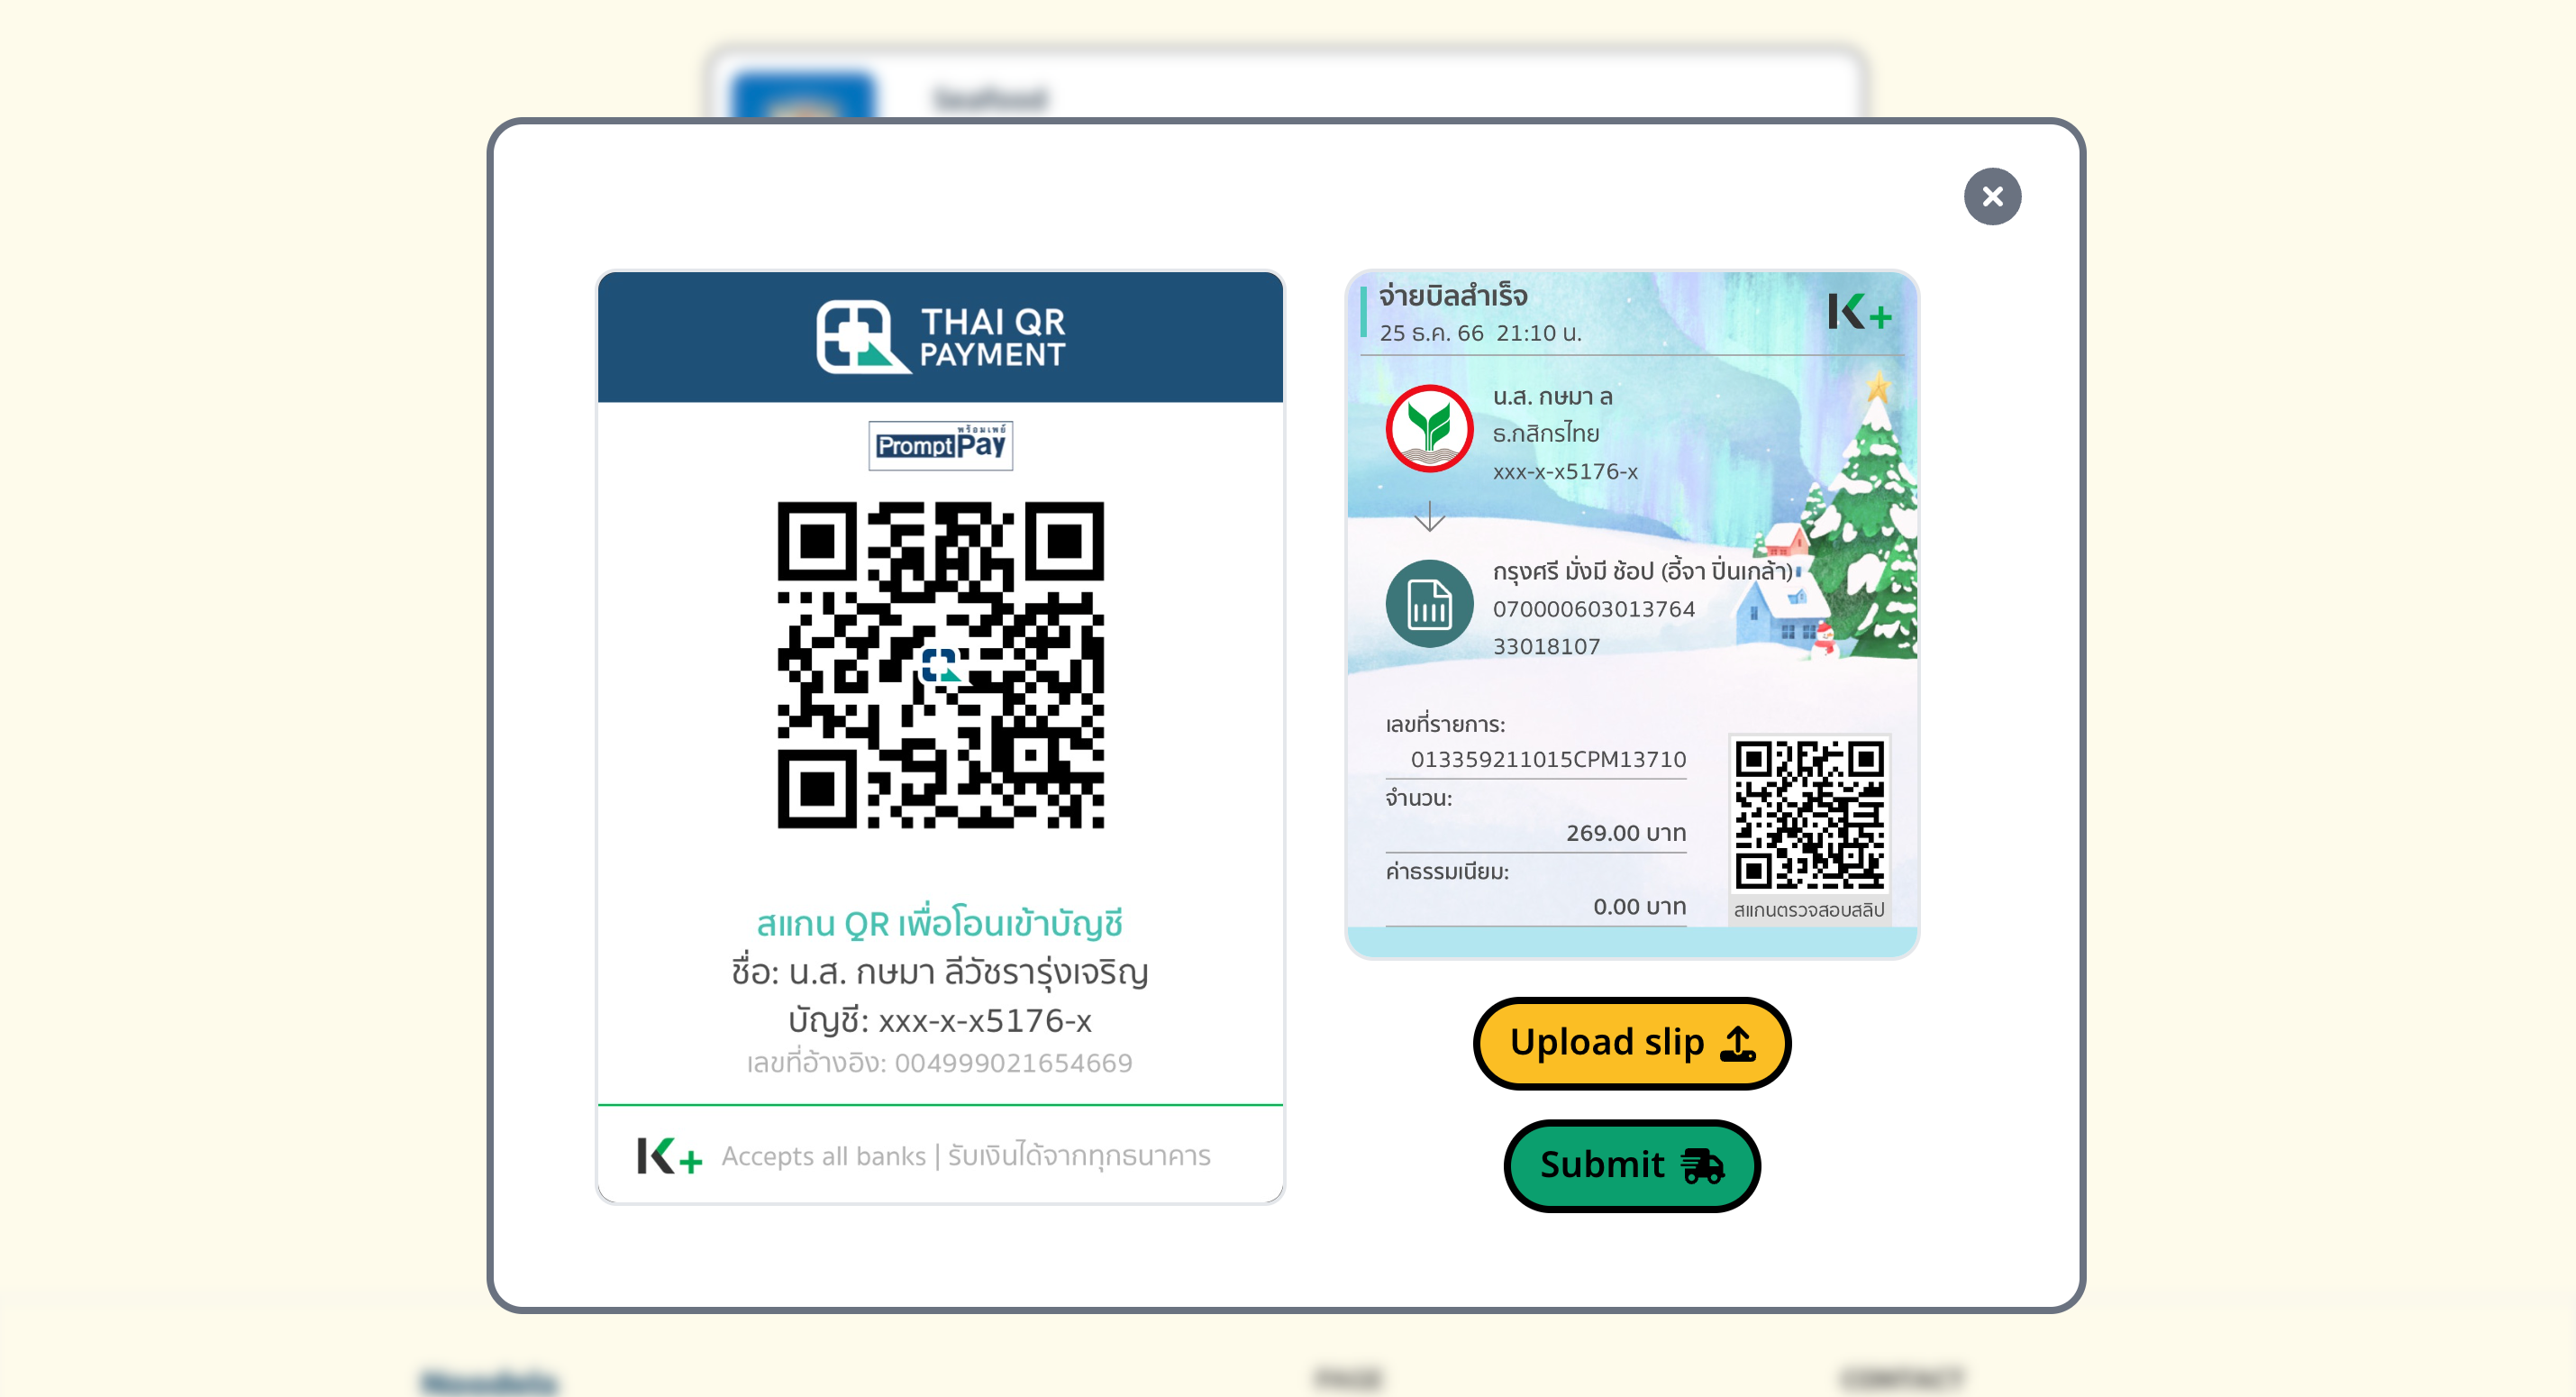 Seafood
THAI QR
PAYMENT
พร้อมเพย์
PromptPay
สแกน QR เพื่อโอนเข้าบัญชี
ชื่อ: น.ส. กษมา ลีวัชรารุ่งเจริญ
บัญชี: xxx-x-x5176-x
เลขที่อ้างอิง: 004999021654669
K+ Accepts all banks | รับเงินได้จากทุกธนาคาร
จ่ายบิลสำเร็จ
25 ธ.ค. 66 21:10 น.
K+
น.ส. กษมา ล
ธ.กสิกรไทย
xxx-x-x5176-x
กรุงศรี มั่งมี ช้อป (อี้จา ปิ่นเกล้า)
070000603013764
33018107
เลขที่รายการ:
013359211015CPM13710
จำนวน:
269.00 บาท
ค่าธรรมเนียม:
0.00 บาท
สแกนตรวจสอบสลิป
Upload slip
Submit
PAGE
CONTACT